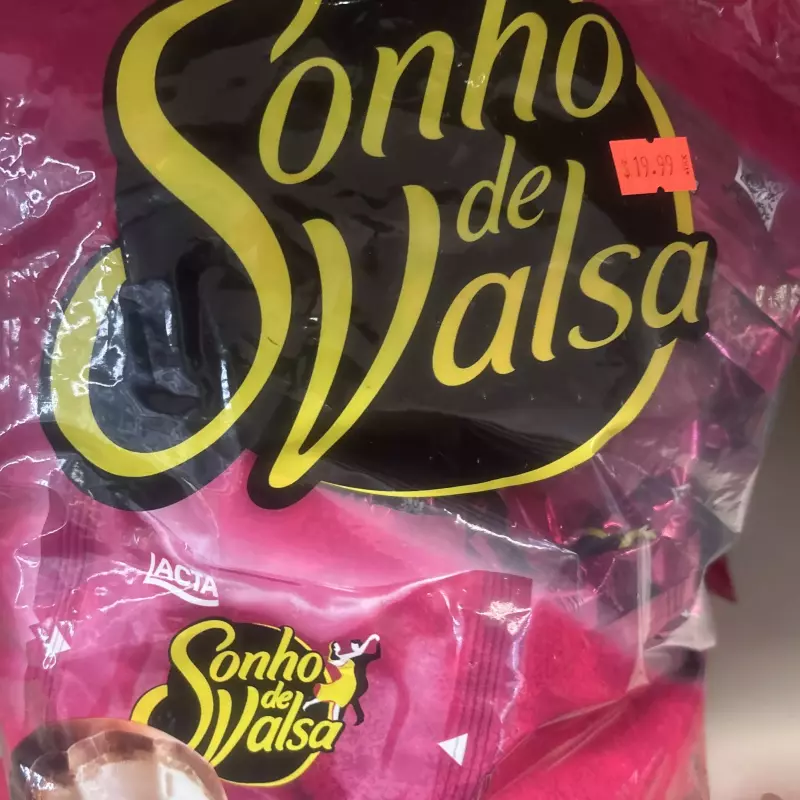 Sonho
de
Valsa
$19.99
LACTA
Sonho
de
Valsa